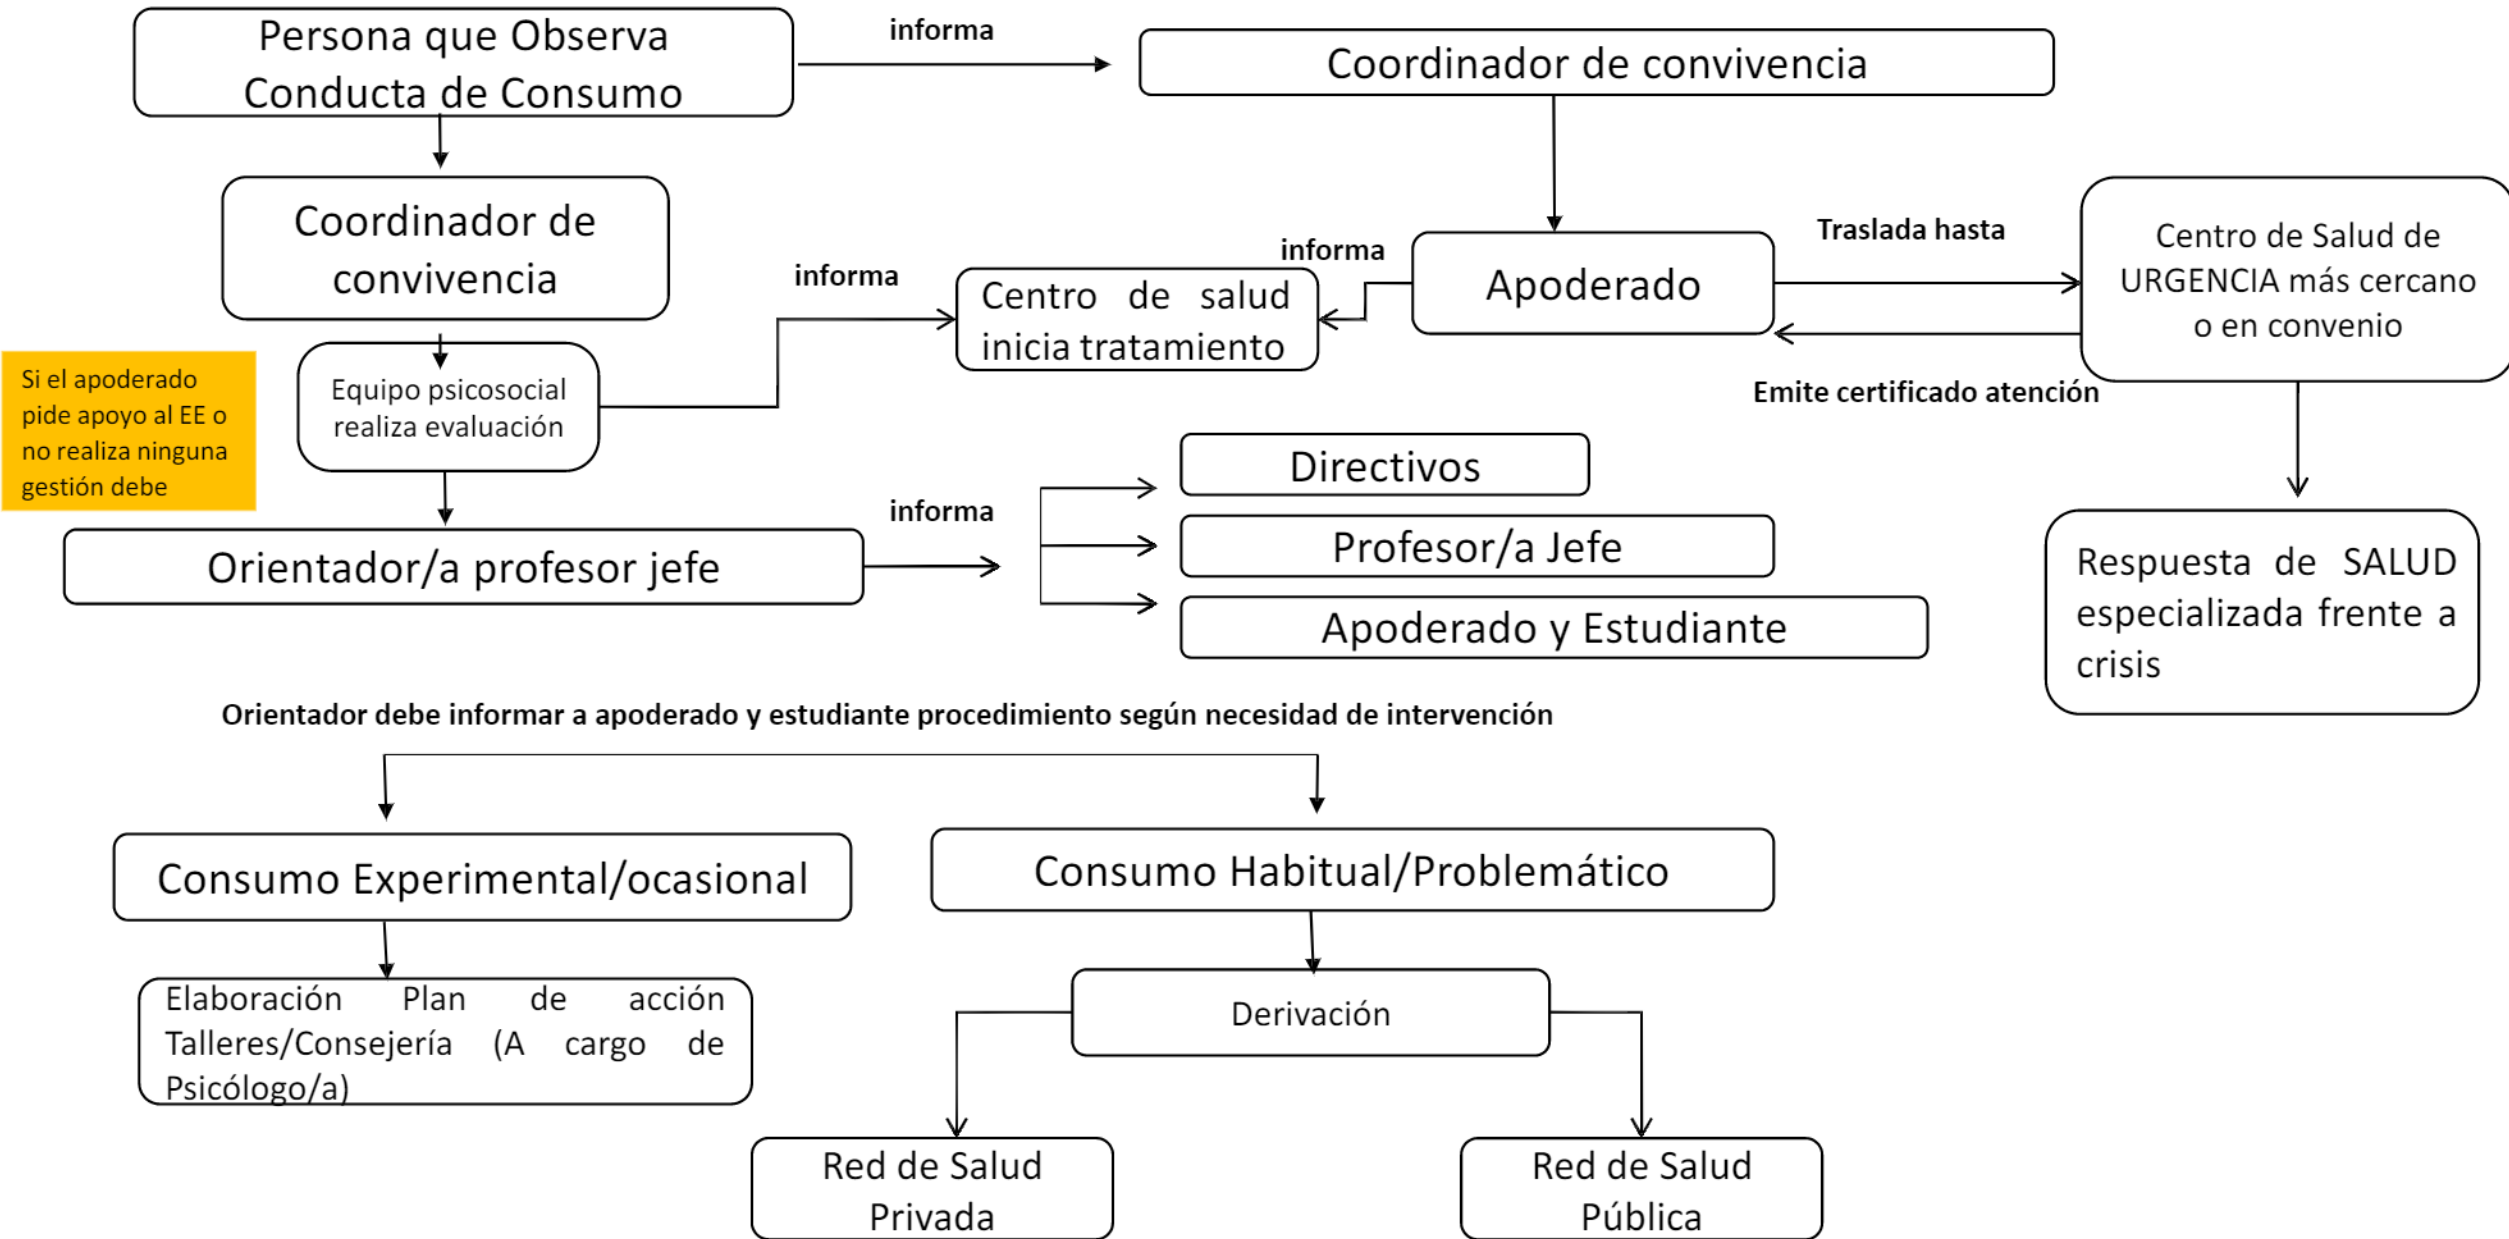 Persona que Observa
Conducta de Consumo
informa
Coordinador de convivencia
Coordinador de
convivencia
informa
Centro de salud
inicia tratamiento
informa
Apoderado
Traslada hasta
Centro de Salud de
URGENCIA más cercano
o en convenio
Emite certificado atención
Si el apoderado
pide apoyo al EE o
no realiza ninguna
gestión debe
Equipo psicosocial
realiza evaluación
Orientador/a profesor jefe
informa
Directivos
Profesor/a Jefe
Apoderado y Estudiante
Respuesta de SALUD
especializada frente a
crisis
Orientador debe informar a apoderado y estudiante procedimiento según necesidad de intervención
Consumo Experimental/ocasional
Consumo Habitual/Problemático
Elaboración Plan de acción
Talleres/Consejería (A cargo de
Psicólogo/a)
Derivación
Red de Salud
Privada
Red de Salud
Pública